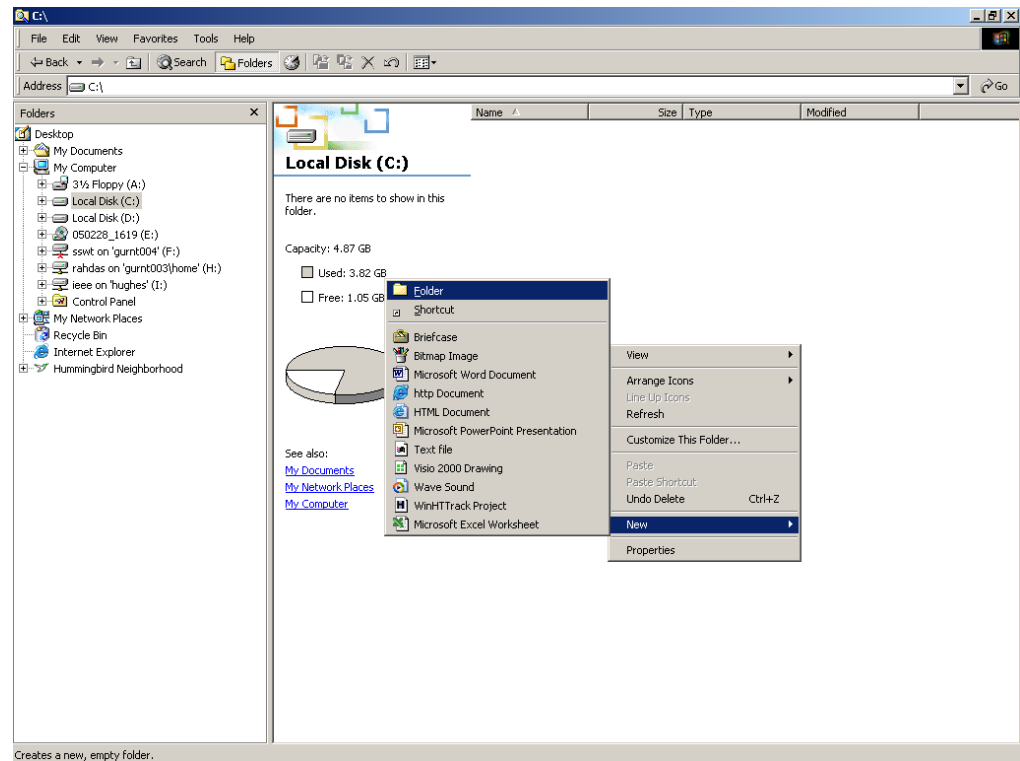 C:\
File Edit View Favorites Tools Help
Back Search Folders
Address C:\ Go
Folders
Desktop
My Documents
My Computer
3½ Floppy (A:)
Local Disk (C:)
Local Disk (D:)
050228_1619 (E:)
sswt on 'gurnt004' (F:)
rahdas on 'gurnt003\home' (H:)
ieee on 'hughes' (I:)
Control Panel
My Network Places
Recycle Bin
Internet Explorer
Hummingbird Neighborhood
Name Size Type Modified
Local Disk (C:)
There are no items to show in this
folder.
Capacity: 4.87 GB
Used: 3.82 GB
Free: 1.05 GB
See also:
My Documents
My Network Places
My Computer
Folder
Shortcut
Briefcase
Bitmap Image
Microsoft Word Document
http Document
HTML Document
Microsoft PowerPoint Presentation
Text file
Visio 2000 Drawing
Wave Sound
WinHTTrack Project
Microsoft Excel Worksheet
View
Arrange Icons
Line Up Icons
Refresh
Customize This Folder...
Paste
Paste Shortcut
Undo Delete Ctrl+Z
New
Properties
Creates a new, empty folder.